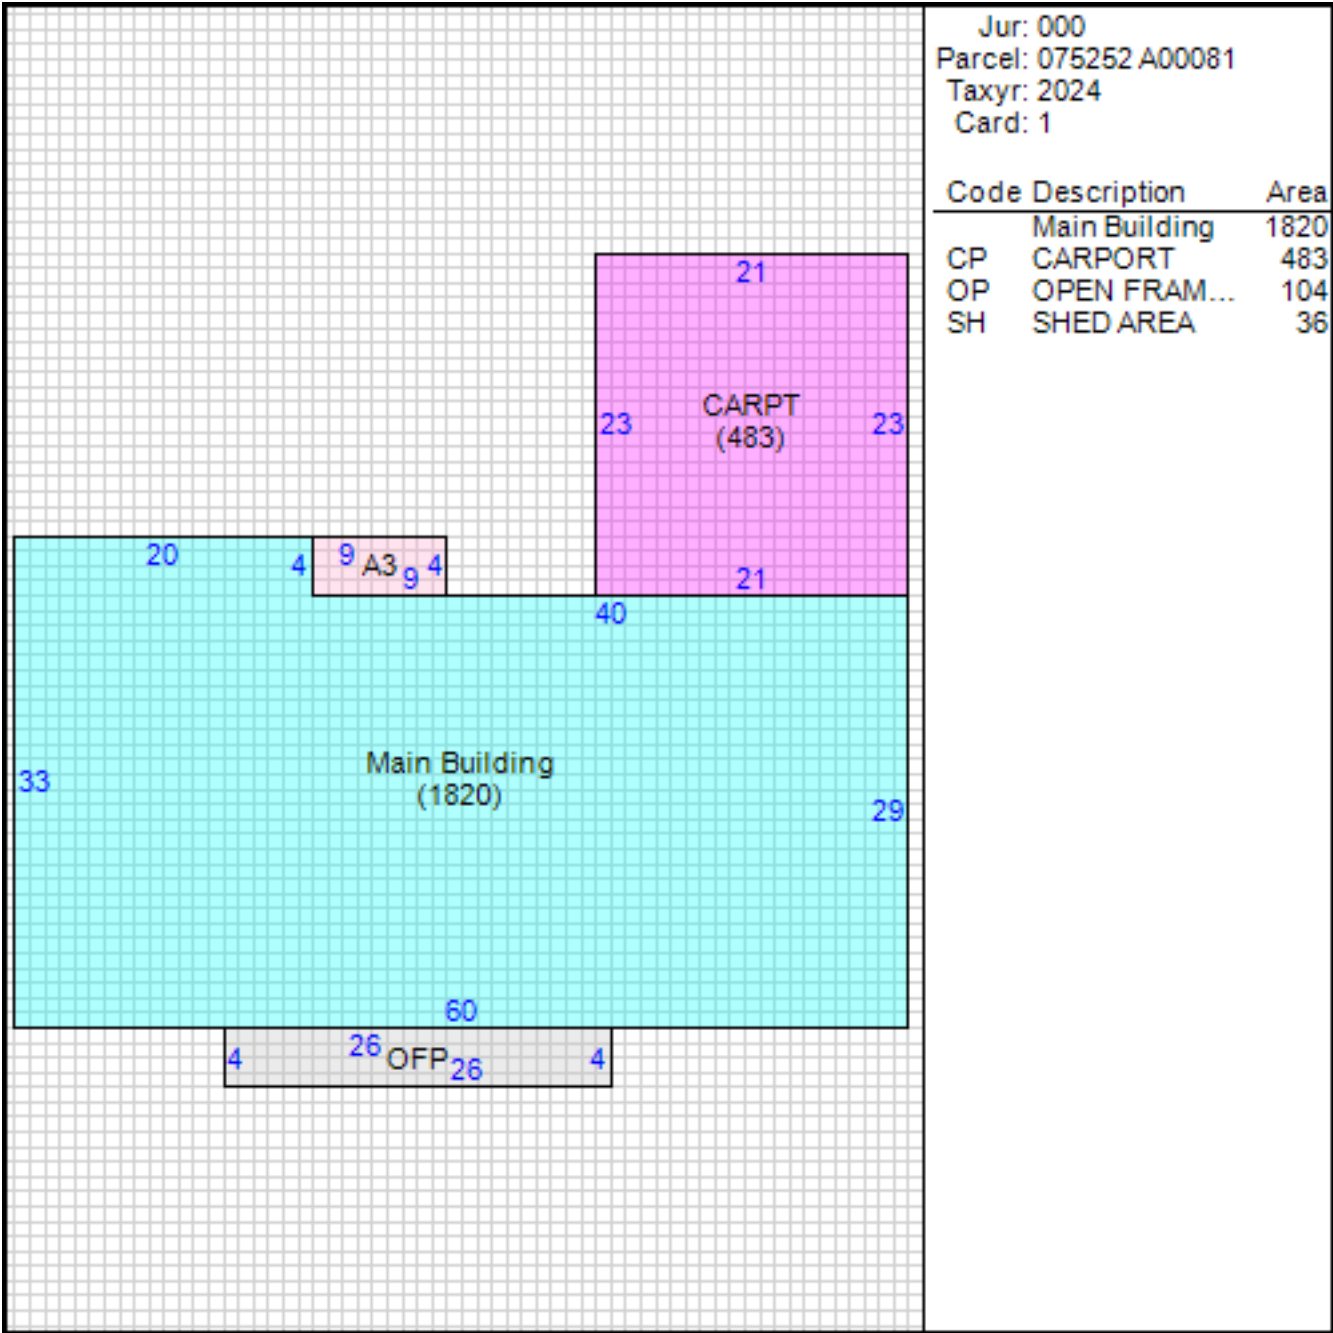 Jur: 000
Parcel: 075252 A00081
Taxyr: 2024
Card: 1
Code Description Area
Main Building 1820
CP CARPORT 483
OP OPEN FRAM... 104
SH SHED AREA 36
21
CARPT
(483)
23 23
21
20 4 9 A3 9 4
40
Main Building
(1820)
33 29
60
4 26 OFP 26 4